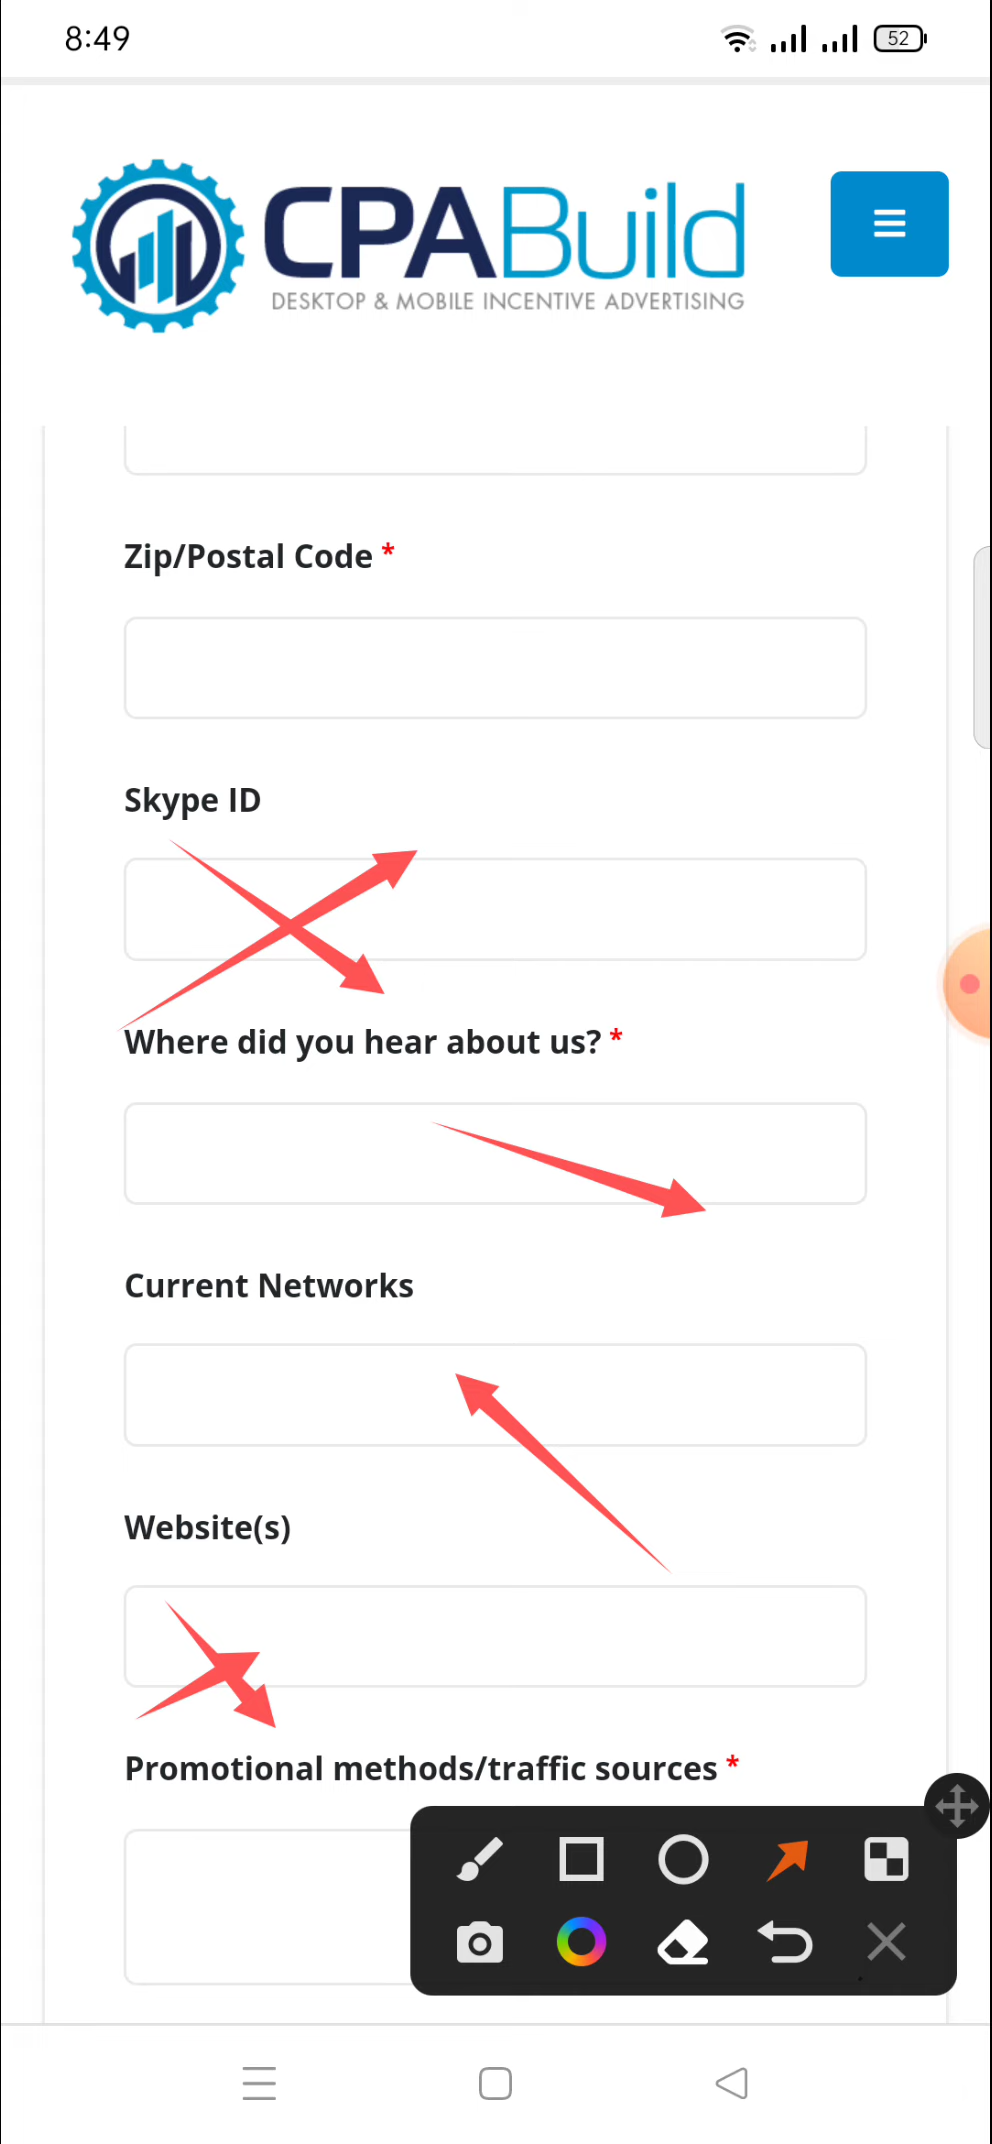 8:49
52
CPABuild
DESKTOP & MOBILE INCENTIVE ADVERTISING
Zip/Postal Code *
Skype ID
Where did you hear about us? *
Current Networks
Website(s)
Promotional methods/traffic sources *